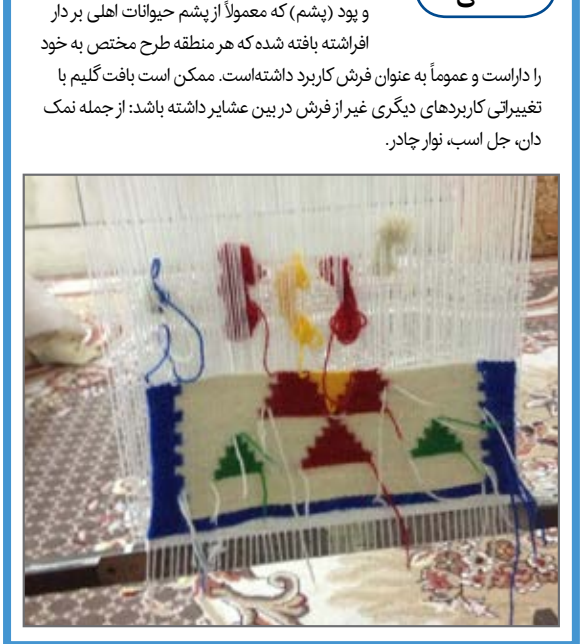 و پود (پشم) که معمولاً از پشم حیوانات اهلی بر دار
افراشته بافته شده که هر منطقه طرح مختص به خود
را داراست و عموماً به عنوان فرش کاربرد داشته‌است. ممکن است بافت گلیم با
تغییراتی کاربردهای دیگری غیر از فرش در بین عشایر داشته باشد: از جمله نمک
دان، جل اسب، نوار چادر.